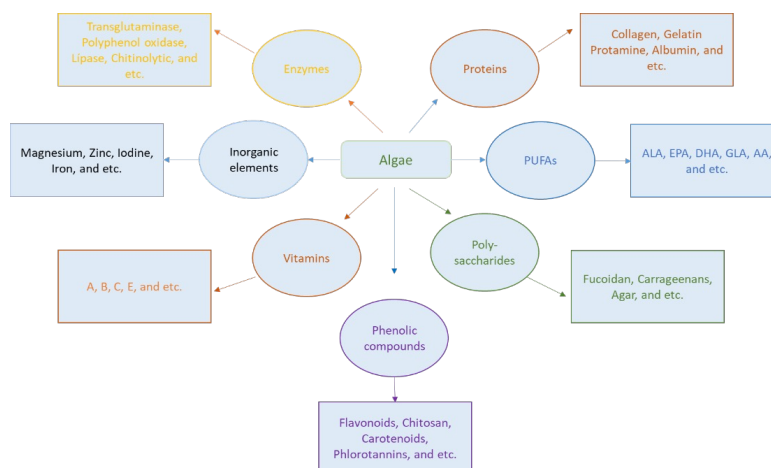 Transglutaminase,
Polyphenol oxidase,
Lipase, Chitinolytic, and
etc.
Enzymes
Proteins
Collagen, Gelatin
Protamine, Albumin, and
etc.
Magnesium, Zinc, Iodine,
Iron, and etc.
Inorganic
elements
Algae
PUFAs
ALA, EPA, DHA, GLA, AA,
and etc.
A, B, C, E, and etc.
Vitamins
Poly-
saccharides
Fucoidan, Carrageenans,
Agar, and etc.
Phenolic
compounds
Flavonoids, Chitosan,
Carotenoids,
Phlorotannins, and etc.